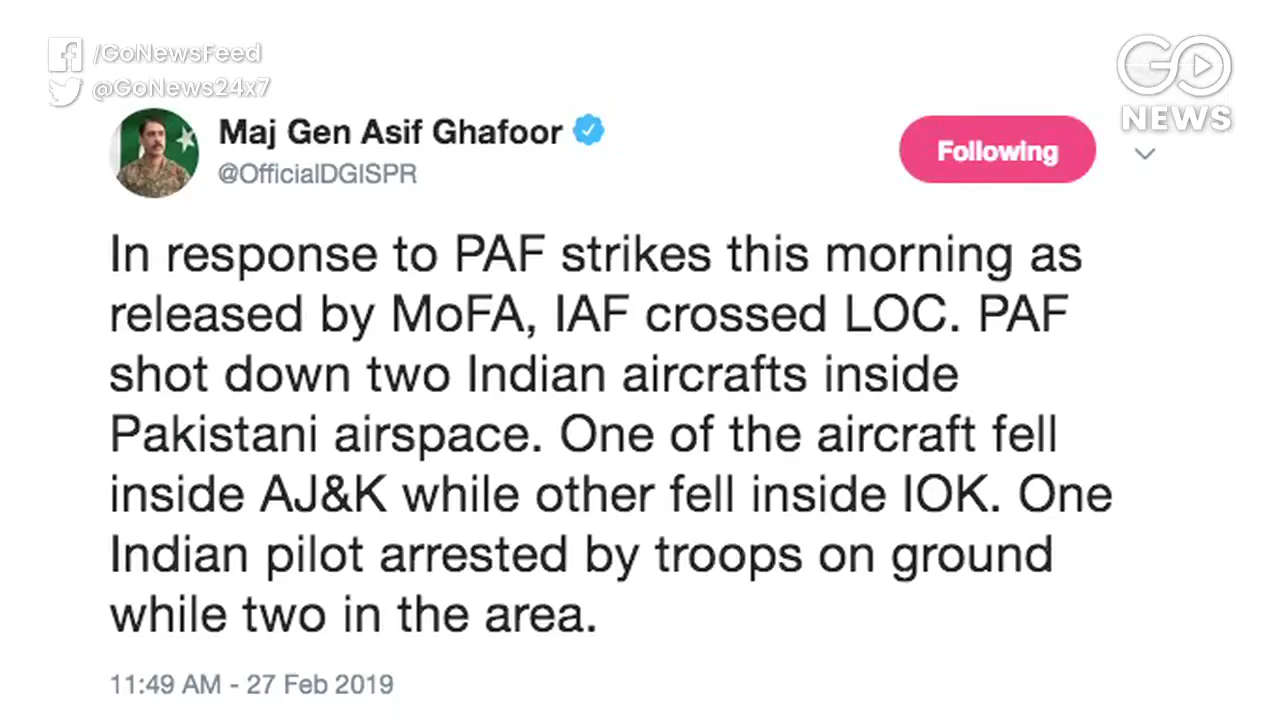 /GoNewsFeed
@GoNews24x7
GO
NEWS
Maj Gen Asif Ghafoor
@OfficialDGISPR
Following
In response to PAF strikes this morning as
released by MoFA, IAF crossed LOC. PAF
shot down two Indian aircrafts inside
Pakistani airspace. One of the aircraft fell
inside AJ&K while other fell inside IOK. One
Indian pilot arrested by troops on ground
while two in the area.
11:49 AM - 27 Feb 2019